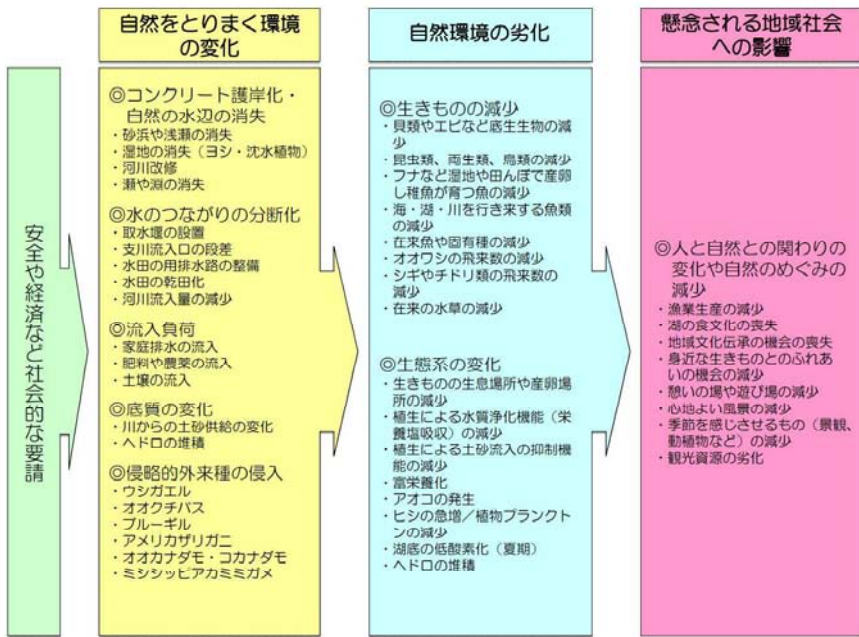 安全や経済など社会的な要請
自然をとりまく環境
の変化
◎コンクリート護岸化・
自然の水辺の消失
・砂浜や浅瀬の消失
・湿地の消失（ヨシ・沈水植物）
・河川改修
・瀬や淵の消失
◎水のつながりの分断化
・取水堰の設置
・支川流入口の段差
・水田の用排水路の整備
・水田の乾田化
・河川流入量の減少
◎流入負荷
・家庭排水の流入
・肥料や農薬の流入
・土壌の流入
◎底質の変化
・川からの土砂供給の変化
・ヘドロの堆積
◎侵略的外来種の侵入
・ウシガエル
・オオクチバス
・ブルーギル
・アメリカザリガニ
・オオカナダモ・コカナダモ
・ミシシッピアカミミガメ
自然環境の劣化
◎生きものの減少
・貝類やエビなど底生生物の減
少
・昆虫類、両生類、鳥類の減少
・フナなど湿地や田んぼで産卵
し稚魚が育つ魚の減少
・海・湖・川を行き来する魚類
の減少
・在来魚や固有種の減少
・オオワシの飛来数の減少
・シギやチドリ類の飛来数の
減少
・在来の水草の減少
◎生態系の変化
・生きものの生息場所や産卵場
所の減少
・植生による水質浄化機能（栄
養塩吸収）の減少
・植生による土砂流入の抑制機
能の減少
・富栄養化
・アオコの発生
・ヒシの急増／植物プランクト
ンの減少
・湖底の低酸素化（夏期）
・ヘドロの堆積
懸念される地域社会
への影響
◎人と自然との関わりの
変化や自然のめぐみの
減少
・漁業生産の減少
・湖の食文化の喪失
・地域文化伝承の機会の喪失
・身近な生きものとのふれあ
いの機会の減少
・憩いの場や遊び場の減少
・心地よい風景の減少
・季節を感じさせるもの（景観、
動植物など）の減少
・観光資源の劣化